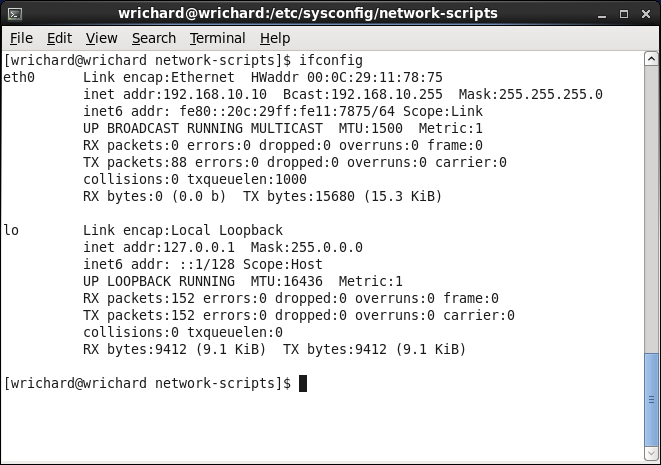 wrichard@wrichard:/etc/sysconfig/network-scripts
File Edit View Search Terminal Help
[wrichard@wrichard network-scripts]$ ifconfig
eth0      Link encap:Ethernet  HWaddr 00:0C:29:11:78:75
          inet addr:192.168.10.10  Bcast:192.168.10.255  Mask:255.255.255.0
          inet6 addr: fe80::20c:29ff:fe11:7875/64 Scope:Link
          UP BROADCAST RUNNING MULTICAST  MTU:1500  Metric:1
          RX packets:0 errors:0 dropped:0 overruns:0 frame:0
          TX packets:88 errors:0 dropped:0 overruns:0 carrier:0
          collisions:0 txqueuelen:1000
          RX bytes:0 (0.0 b)  TX bytes:15680 (15.3 KiB)

lo        Link encap:Local Loopback
          inet addr:127.0.0.1  Mask:255.0.0.0
          inet6 addr: ::1/128 Scope:Host
          UP LOOPBACK RUNNING  MTU:16436  Metric:1
          RX packets:152 errors:0 dropped:0 overruns:0 frame:0
          TX packets:152 errors:0 dropped:0 overruns:0 carrier:0
          collisions:0 txqueuelen:0
          RX bytes:9412 (9.1 KiB)  TX bytes:9412 (9.1 KiB)

[wrichard@wrichard network-scripts]$